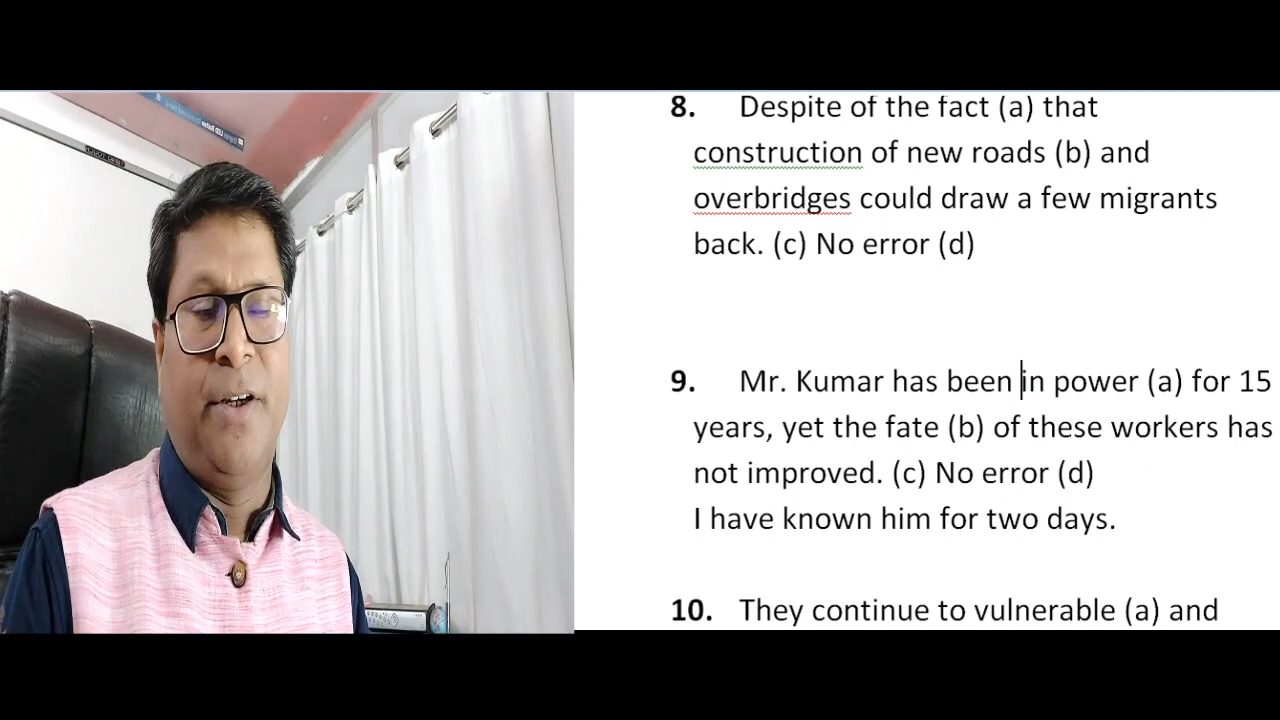 8. Despite of the fact (a) that
construction of new roads (b) and
overbridges could draw a few migrants
back. (c) No error (d)
9. Mr. Kumar has been in power (a) for 15
years, yet the fate (b) of these workers has
not improved. (c) No error (d)
I have known him for two days.
10. They continue to vulnerable (a) and